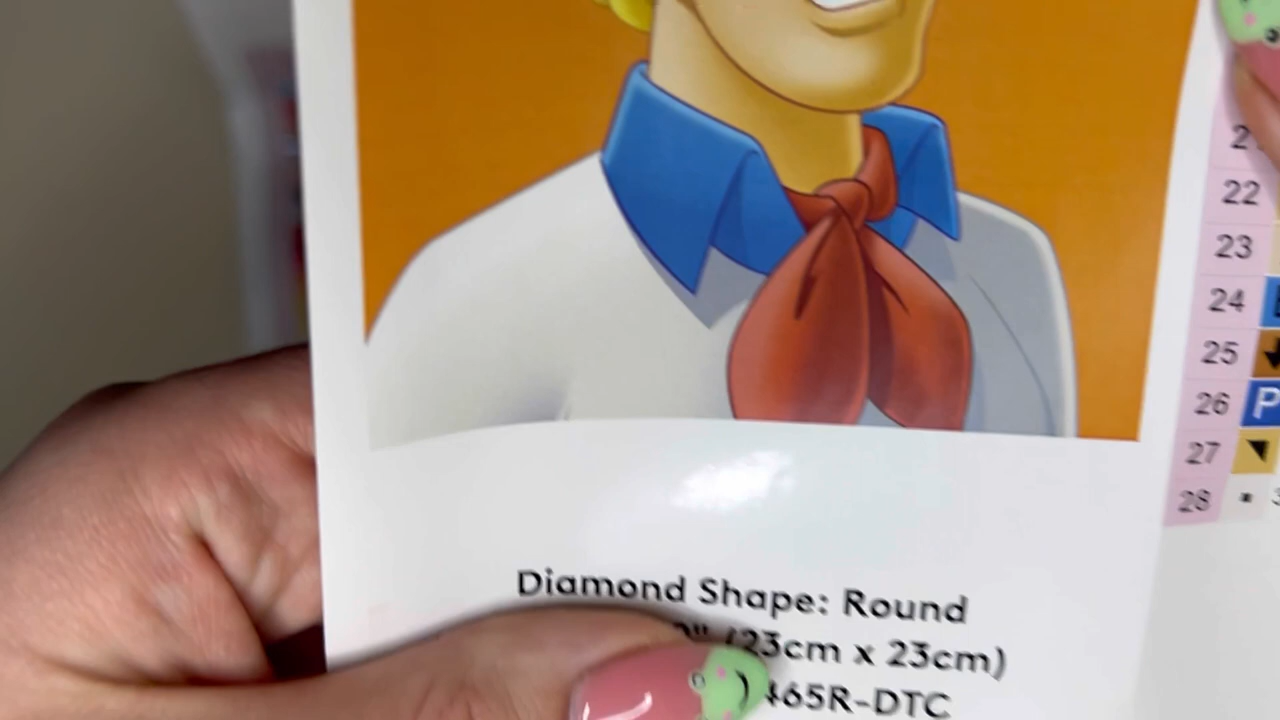 Diamond Shape: Round
(23cm x 23cm)
465R-DTC
22
23
24
25
26 P
27
28